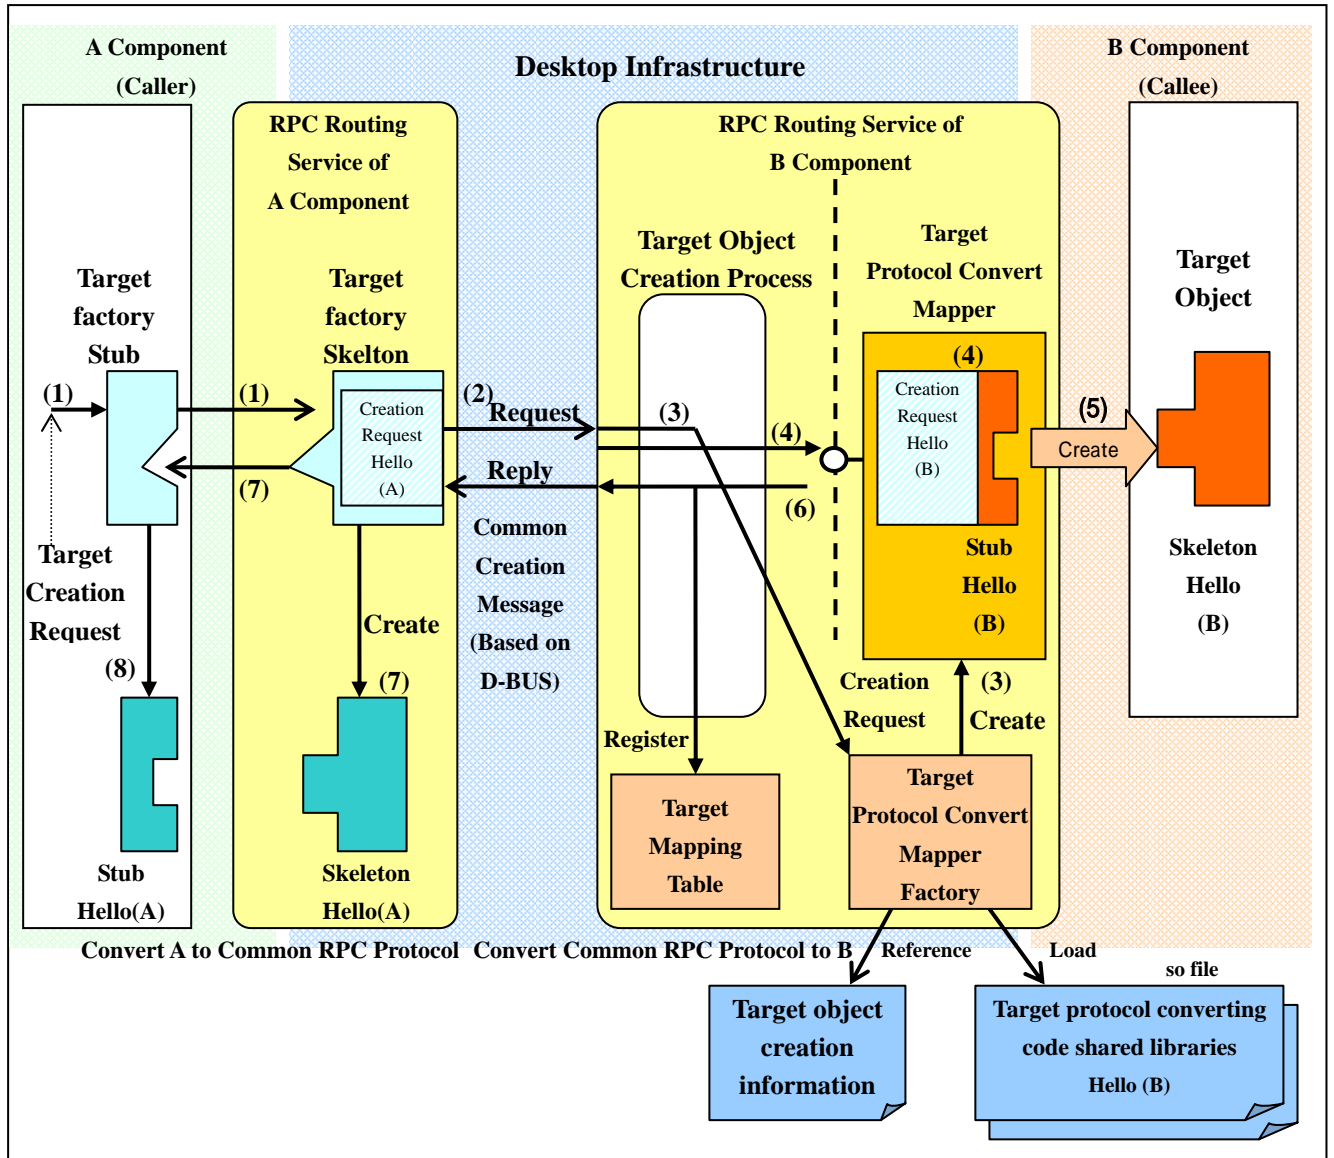 A Component
(Caller)
Desktop Infrastructure
B Component
(Callee)
RPC Routing
Service of
A Component
RPC Routing Service of
B Component
Target Object
Creation Process
Target
Protocol Convert
Mapper
Target
factory
Stub
Target
factory
Skelton
Target
Object
(1)
(1)
(2)
Request
(3)
(4)
(4)
(5)
Create
Creation
Request
Hello
(A)
Creation
Request
Hello
(B)
(7)
Reply
(6)
Common
Creation
Message
(Based on
D-BUS)
Target
Creation
Request
(8)
Create
(7)
Stub
Hello
(B)
Skeleton
Hello
(B)
Creation
Request
(3)
Create
Register
Target
Mapping
Table
Target
Protocol Convert
Mapper
Factory
Stub
Hello(A)
Skeleton
Hello(A)
Convert A to Common RPC Protocol
Convert Common RPC Protocol to B
Reference
Load
so file
Target object
creation
information
Target protocol converting
code shared libraries
Hello (B)